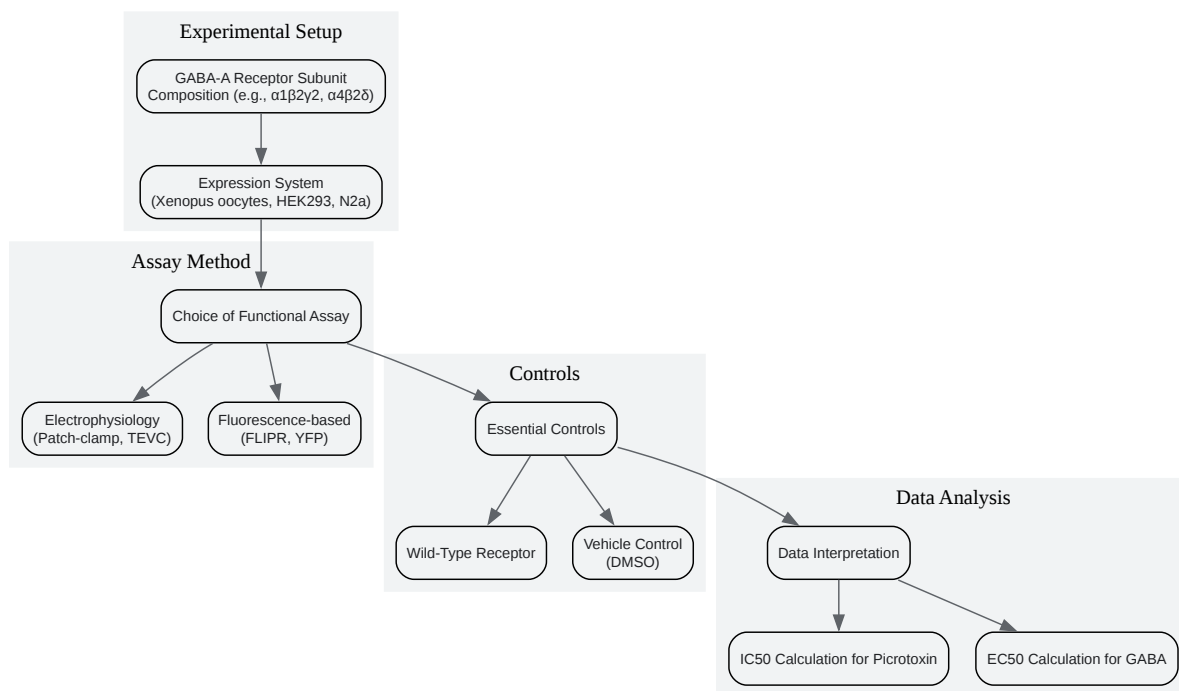 Experimental Setup
GABA-A Receptor Subunit
Composition (e.g., α1β2γ2, α4β2δ)
Expression System
(Xenopus oocytes, HEK293, N2a)
Assay Method
Choice of Functional Assay
Electrophysiology
(Patch-clamp, TEVC)
Fluorescence-based
(FLIPR, YFP)
Controls
Essential Controls
Wild-Type Receptor
Vehicle Control
(DMSO)
Data Analysis
Data Interpretation
IC50 Calculation for Picrotoxin
EC50 Calculation for GABA